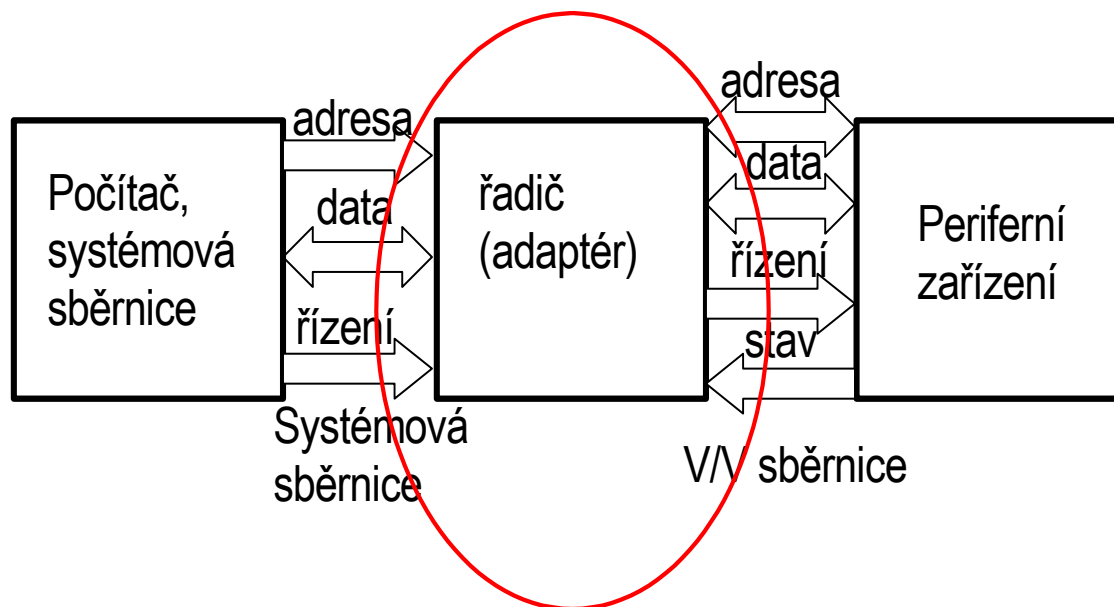 adresa
adresa
Počítač,
systémová
sběrnice
data
řízení
řadič
(adaptér)
data
řízení
stav
Periferní
zařízení
Systémová
sběrnice
V/V sběrnice